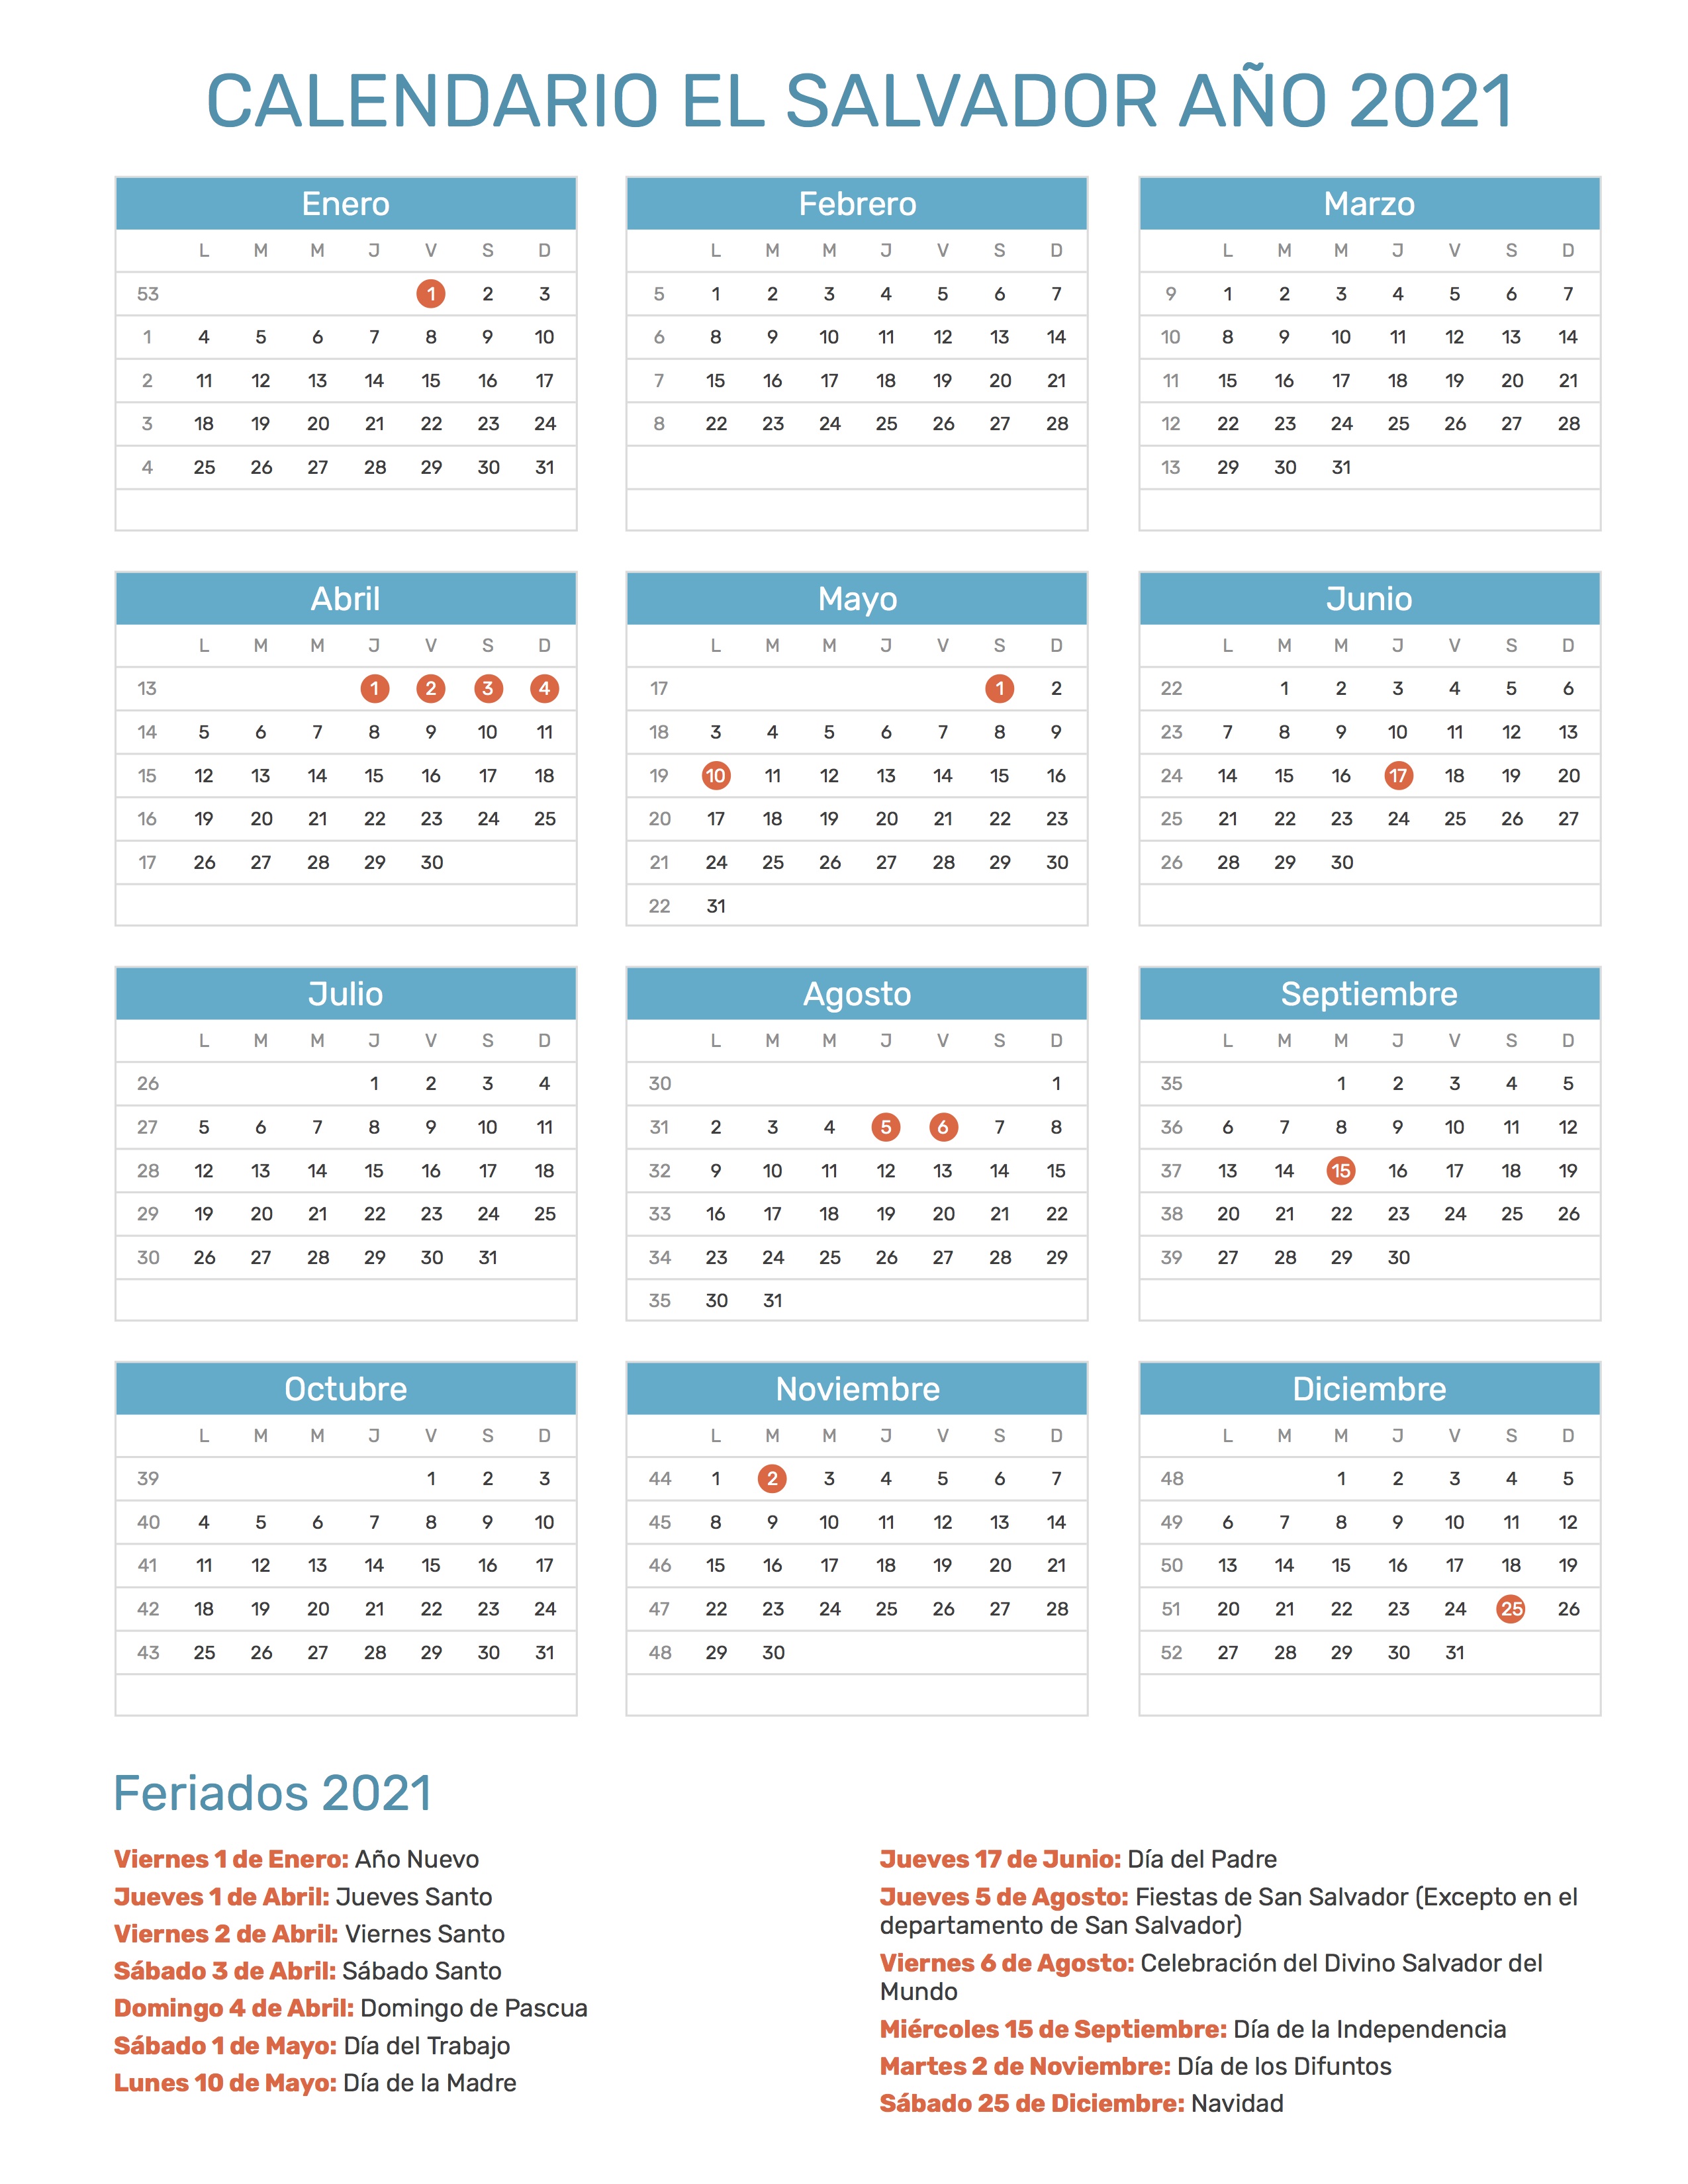 CALENDARIO EL SALVADOR AÑO 2021
Enero
L M M J V S D
53 1 2 3
1 4 5 6 7 8 9 10
2 11 12 13 14 15 16 17
3 18 19 20 21 22 23 24
4 25 26 27 28 29 30 31
Febrero
L M M J V S D
5 1 2 3 4 5 6 7
6 8 9 10 11 12 13 14
7 15 16 17 18 19 20 21
8 22 23 24 25 26 27 28
Marzo
L M M J V S D
9 1 2 3 4 5 6 7
10 8 9 10 11 12 13 14
11 15 16 17 18 19 20 21
12 22 23 24 25 26 27 28
13 29 30 31
Abril
L M M J V S D
13 1 2 3 4
14 5 6 7 8 9 10 11
15 12 13 14 15 16 17 18
16 19 20 21 22 23 24 25
17 26 27 28 29 30
Mayo
L M M J V S D
17 1 2
18 3 4 5 6 7 8 9
19 10 11 12 13 14 15 16
20 17 18 19 20 21 22 23
21 24 25 26 27 28 29 30
22 31
Junio
L M M J V S D
22 1 2 3 4 5 6
23 7 8 9 10 11 12 13
24 14 15 16 17 18 19 20
25 21 22 23 24 25 26 27
26 28 29 30
Julio
L M M J V S D
26 1 2 3 4
27 5 6 7 8 9 10 11
28 12 13 14 15 16 17 18
29 19 20 21 22 23 24 25
30 26 27 28 29 30 31
Agosto
L M M J V S D
30 1
31 2 3 4 5 6 7 8
32 9 10 11 12 13 14 15
33 16 17 18 19 20 21 22
34 23 24 25 26 27 28 29
35 30 31
Septiembre
L M M J V S D
35 1 2 3 4 5
36 6 7 8 9 10 11 12
37 13 14 15 16 17 18 19
38 20 21 22 23 24 25 26
39 27 28 29 30
Octubre
L M M J V S D
39 1 2 3
40 4 5 6 7 8 9 10
41 11 12 13 14 15 16 17
42 18 19 20 21 22 23 24
43 25 26 27 28 29 30 31
Noviembre
L M M J V S D
44 1 2 3 4 5 6 7
45 8 9 10 11 12 13 14
46 15 16 17 18 19 20 21
47 22 23 24 25 26 27 28
48 29 30
Diciembre
L M M J V S D
48 1 2 3 4 5
49 6 7 8 9 10 11 12
50 13 14 15 16 17 18 19
51 20 21 22 23 24 25 26
52 27 28 29 30 31
Feriados 2021
Viernes 1 de Enero: Año Nuevo
Jueves 1 de Abril: Jueves Santo
Viernes 2 de Abril: Viernes Santo
Sábado 3 de Abril: Sábado Santo
Domingo 4 de Abril: Domingo de Pascua
Sábado 1 de Mayo: Día del Trabajo
Lunes 10 de Mayo: Día de la Madre
Jueves 17 de Junio: Día del Padre
Jueves 5 de Agosto: Fiestas de San Salvador (Excepto en el
departamento de San Salvador)
Viernes 6 de Agosto: Celebración del Divino Salvador del
Mundo
Miércoles 15 de Septiembre: Día de la Independencia
Martes 2 de Noviembre: Día de los Difuntos
Sábado 25 de Diciembre: Navidad